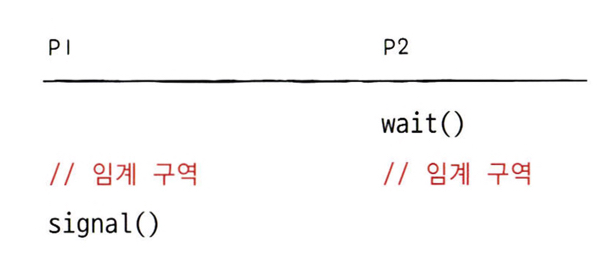 P1 P2
wait()
// 임계 구역 // 임계 구역
signal()